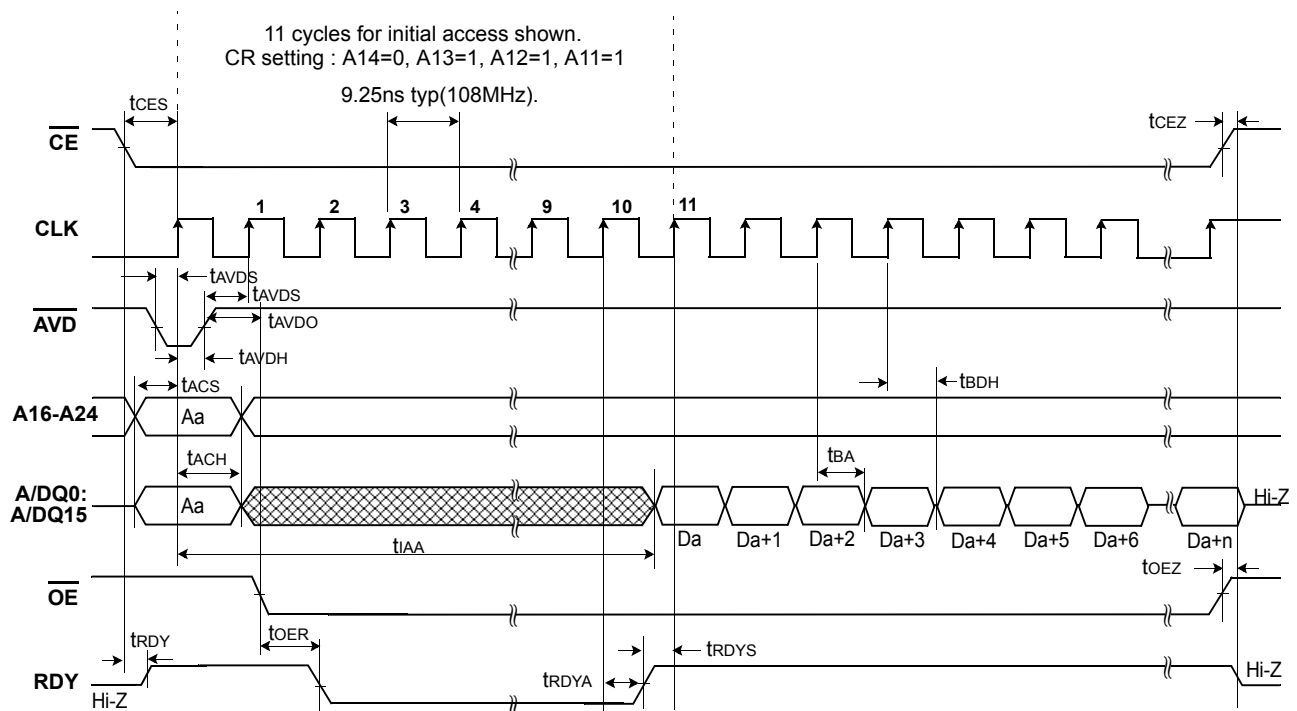 11 cycles for initial access shown.
CR setting : A14=0, A13=1, A12=1, A11=1
9.25ns typ(108MHz).
tCES
tCEZ
CE
1 2 3 4 9 10 11
CLK
tAVDS
tAVDS
AVD
tAVDO
tAVDH
tACS
tBDH
A16-A24
Aa
tACH
tBA
A/DQ0:
A/DQ15
Aa
Hi-Z
tIAA
Da Da+1 Da+2 Da+3 Da+4 Da+5 Da+6 Da+n
tOEZ
OE
tOER
tRDY
tRDYS
RDY
tRDYA
Hi-Z
Hi-Z